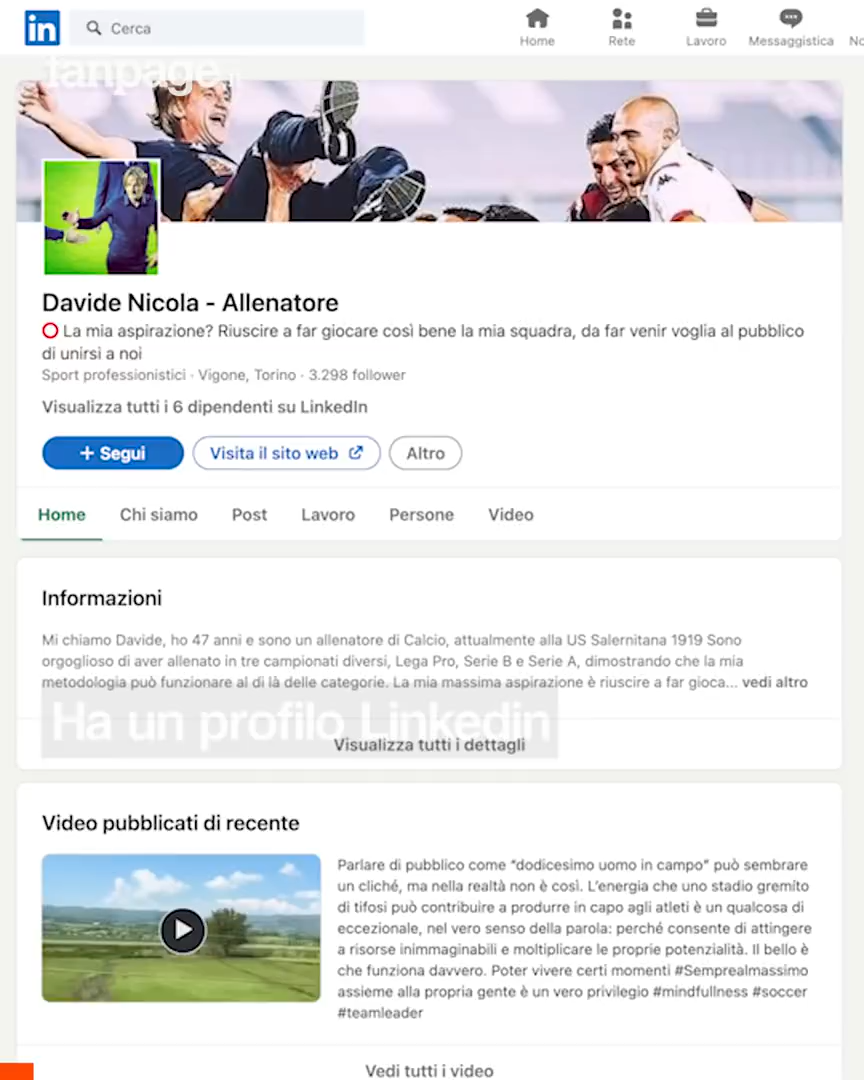 in
Cerca
Home
Rete
Lavoro
Messaggistica
No
fanpage.it
Davide Nicola - Allenatore
⭕ La mia aspirazione? Riuscire a far giocare così bene la mia squadra, da far venir voglia al pubblico
di unirsi a noi
Sport professionistici · Vigone, Torino · 3.298 follower
Visualizza tutti i 6 dipendenti su LinkedIn
+ Segui
Visita il sito web
Altro
Home
Chi siamo
Post
Lavoro
Persone
Video
Informazioni
Mi chiamo Davide, ho 47 anni e sono un allenatore di Calcio, attualmente alla US Salernitana 1919 Sono
orgoglioso di aver allenato in tre campionati diversi, Lega Pro, Serie B e Serie A, dimostrando che la mia
metodologia può funzionare al di là delle categorie. La mia massima aspirazione è riuscire a far gioca... vedi altro
Ha un profilo Linkedin
Visualizza tutti i dettagli
Video pubblicati di recente
Parlare di pubblico come “dodicesimo uomo in campo” può sembrare
un cliché, ma nella realtà non è così. L’energia che uno stadio gremito
di tifosi può contribuire a produrre in capo agli atleti è un qualcosa di
eccezionale, nel vero senso della parola: perché consente di attingere
a risorse inimmaginabili e moltiplicare le proprie potenzialità. Il bello è
che funziona davvero. Poter vivere certi momenti #Semprealmassimo
assieme alla propria gente è un vero privilegio #mindfullness #soccer
#teamleader
Vedi tutti i video